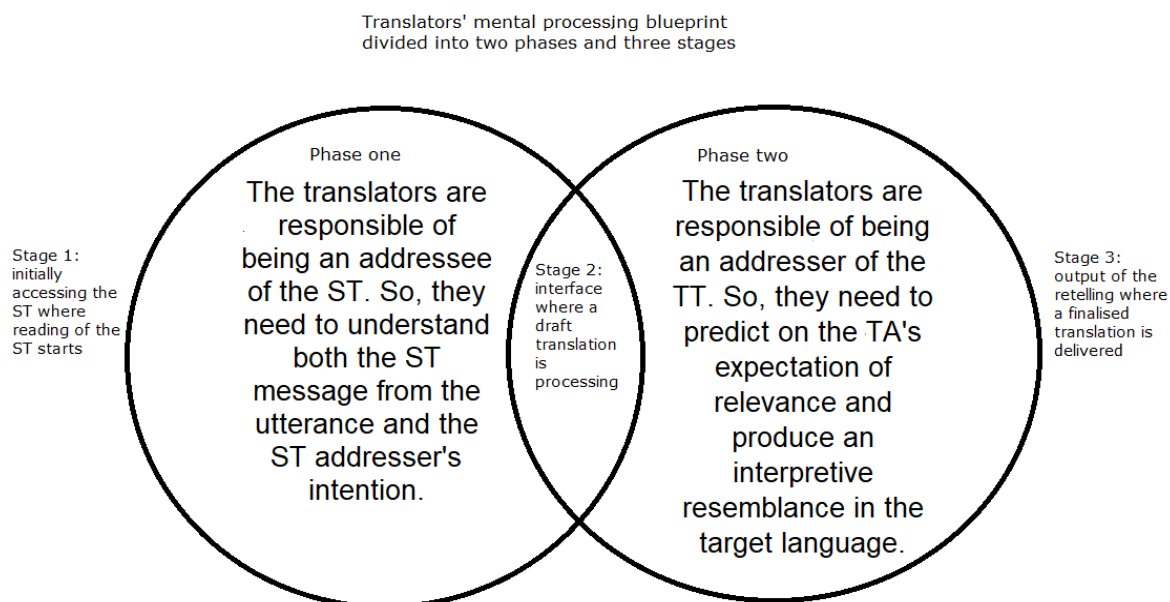 Translators' mental processing blueprint
divided into two phases and three stages
Phase one
The translators are
responsible of
being an addressee
of the ST. So, they
need to understand
both the ST
message from the
utterance and the
ST addresser's
intention.
Phase two
The translators are
responsible of being
an addresser of the
TT. So, they need to
predict on the TA's
expectation of
relevance and
produce an
interpretive
resemblance in the
target language.
Stage 1:
initially
accessing the
ST where
reading of the
ST starts
Stage 2:
interface
where a
draft
translation
is
processing
Stage 3:
output of the
retelling where
a finalised
translation is
delivered